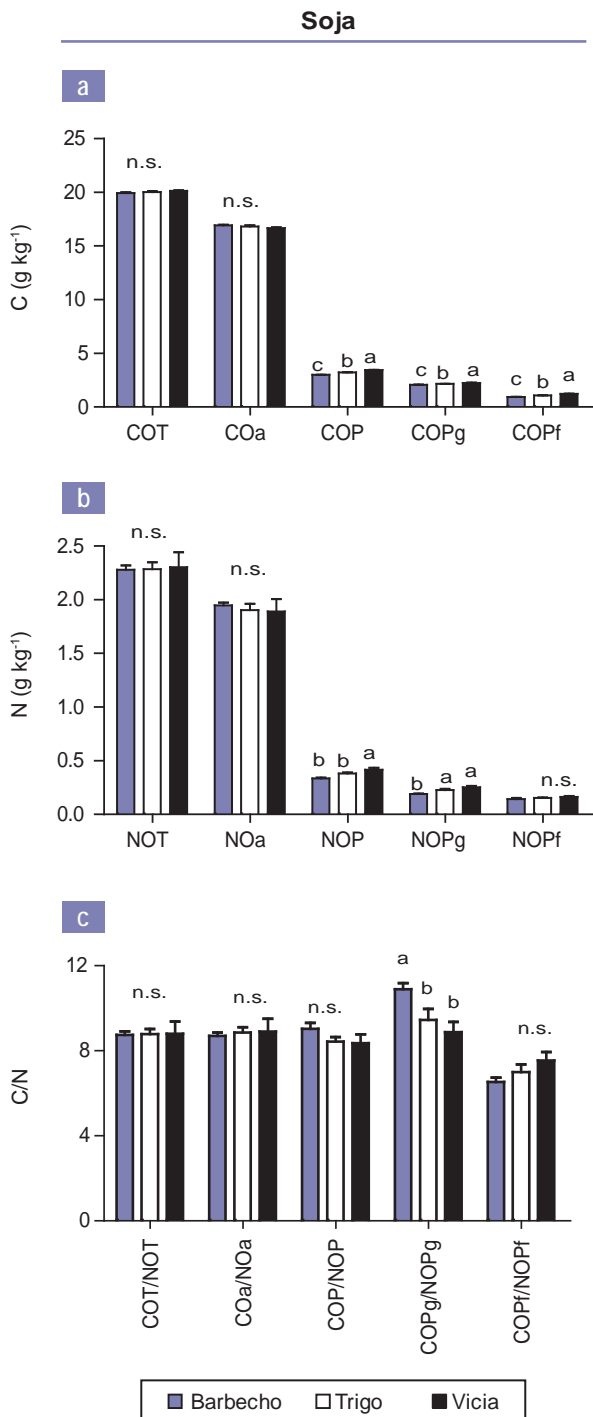 Soja
a
C (g kg-1)
25
20
15
10
5
0
n.s.
n.s.
c b a
c b a
c b a
COT COa COP COPg COPf
b
N (g kg-1)
2.5
2.0
1.5
1.0
0.5
0.0
n.s.
n.s.
b b a
b a a
n.s.
NOT NOa NOP NOPg NOPf
c
C/N
12
8
4
0
n.s.
n.s.
n.s.
a b b
n.s.
COT/NOT
COa/NOa
COP/NOP
COPg/NOPg
COPf/NOPf
Barbecho Trigo Vicia